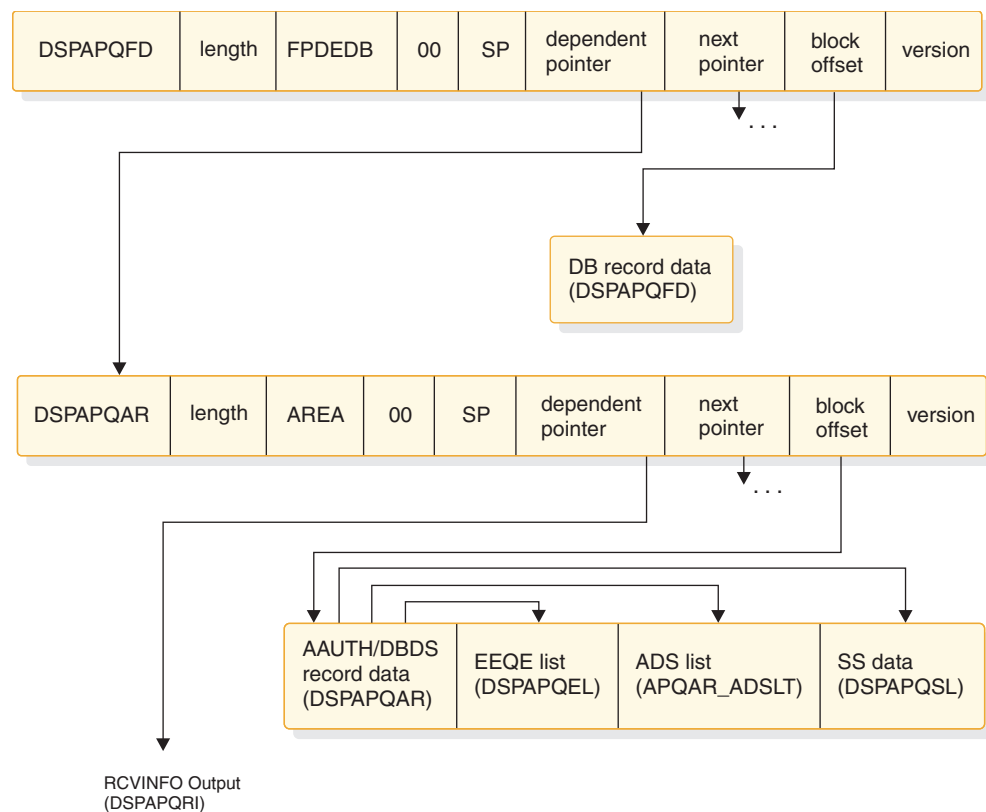 DSPAPQFD length FPDEDB 00 SP dependent pointer next pointer block offset version
. . .
DB record data
(DSPAPQFD)
DSPAPQAR length AREA 00 SP dependent pointer next pointer block offset version
. . .
AAUTH/DBDS
record data
(DSPAPQAR)
EEQE list
(DSPAPQEL)
ADS list
(APQAR_ADSLT)
SS data
(DSPAPQSL)
RCVINFO Output
(DSPAPQRI)